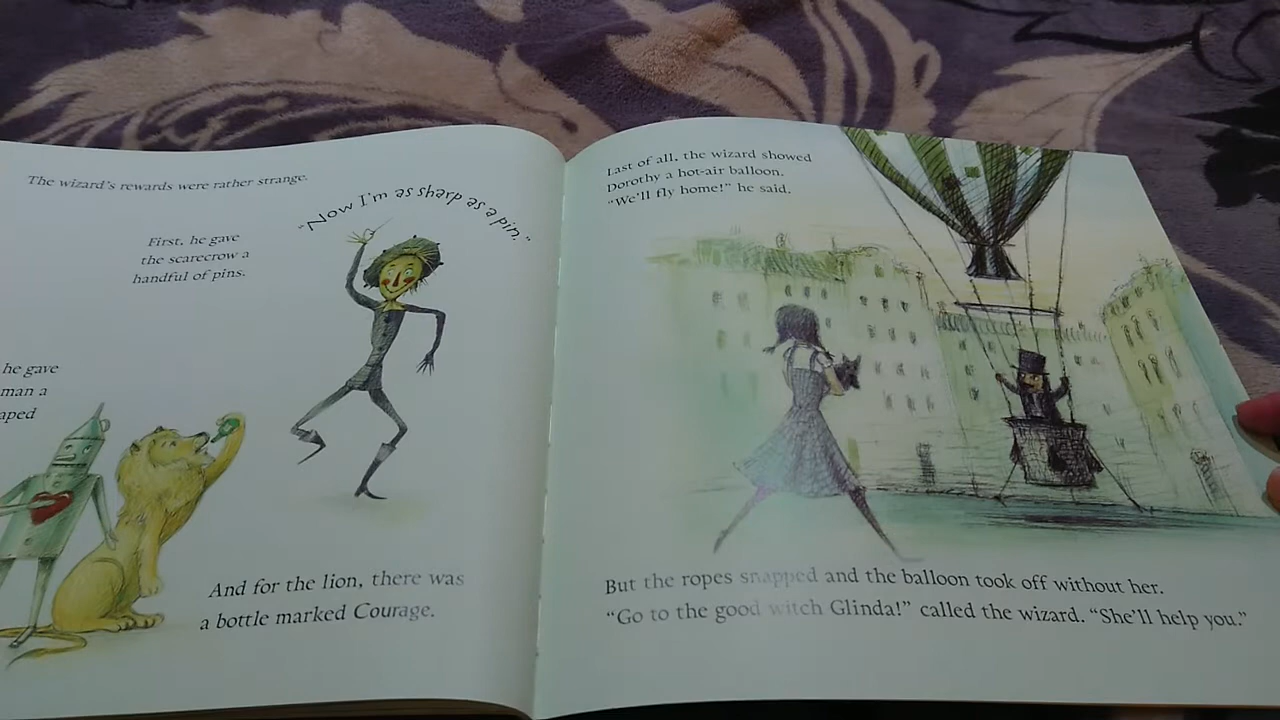 The wizard's rewards were rather strange.
First, he gave
the scarecrow a
handful of pins.
"Now I'm as sharp as a pin."
he gave
man a
aped
And for the lion, there was
a bottle marked Courage.
Last of all, the wizard showed
Dorothy a hot-air balloon.
"We'll fly home!" he said.
But the ropes snapped and the balloon took off without her.
"Go to the good witch Glinda!" called the wizard. "She'll help you."